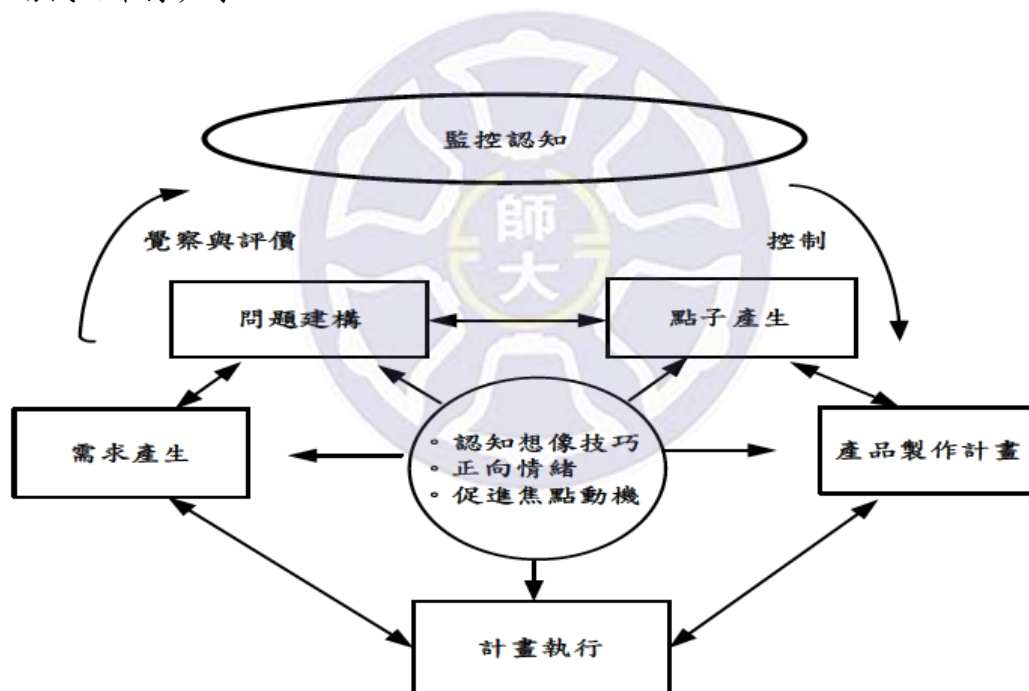 監控認知
師
大
覺察與評價
控制
問題建構
點子產生
需求產生
。認知想像技巧
。正向情緒
。促進焦點動機
產品製作計畫
計畫執行